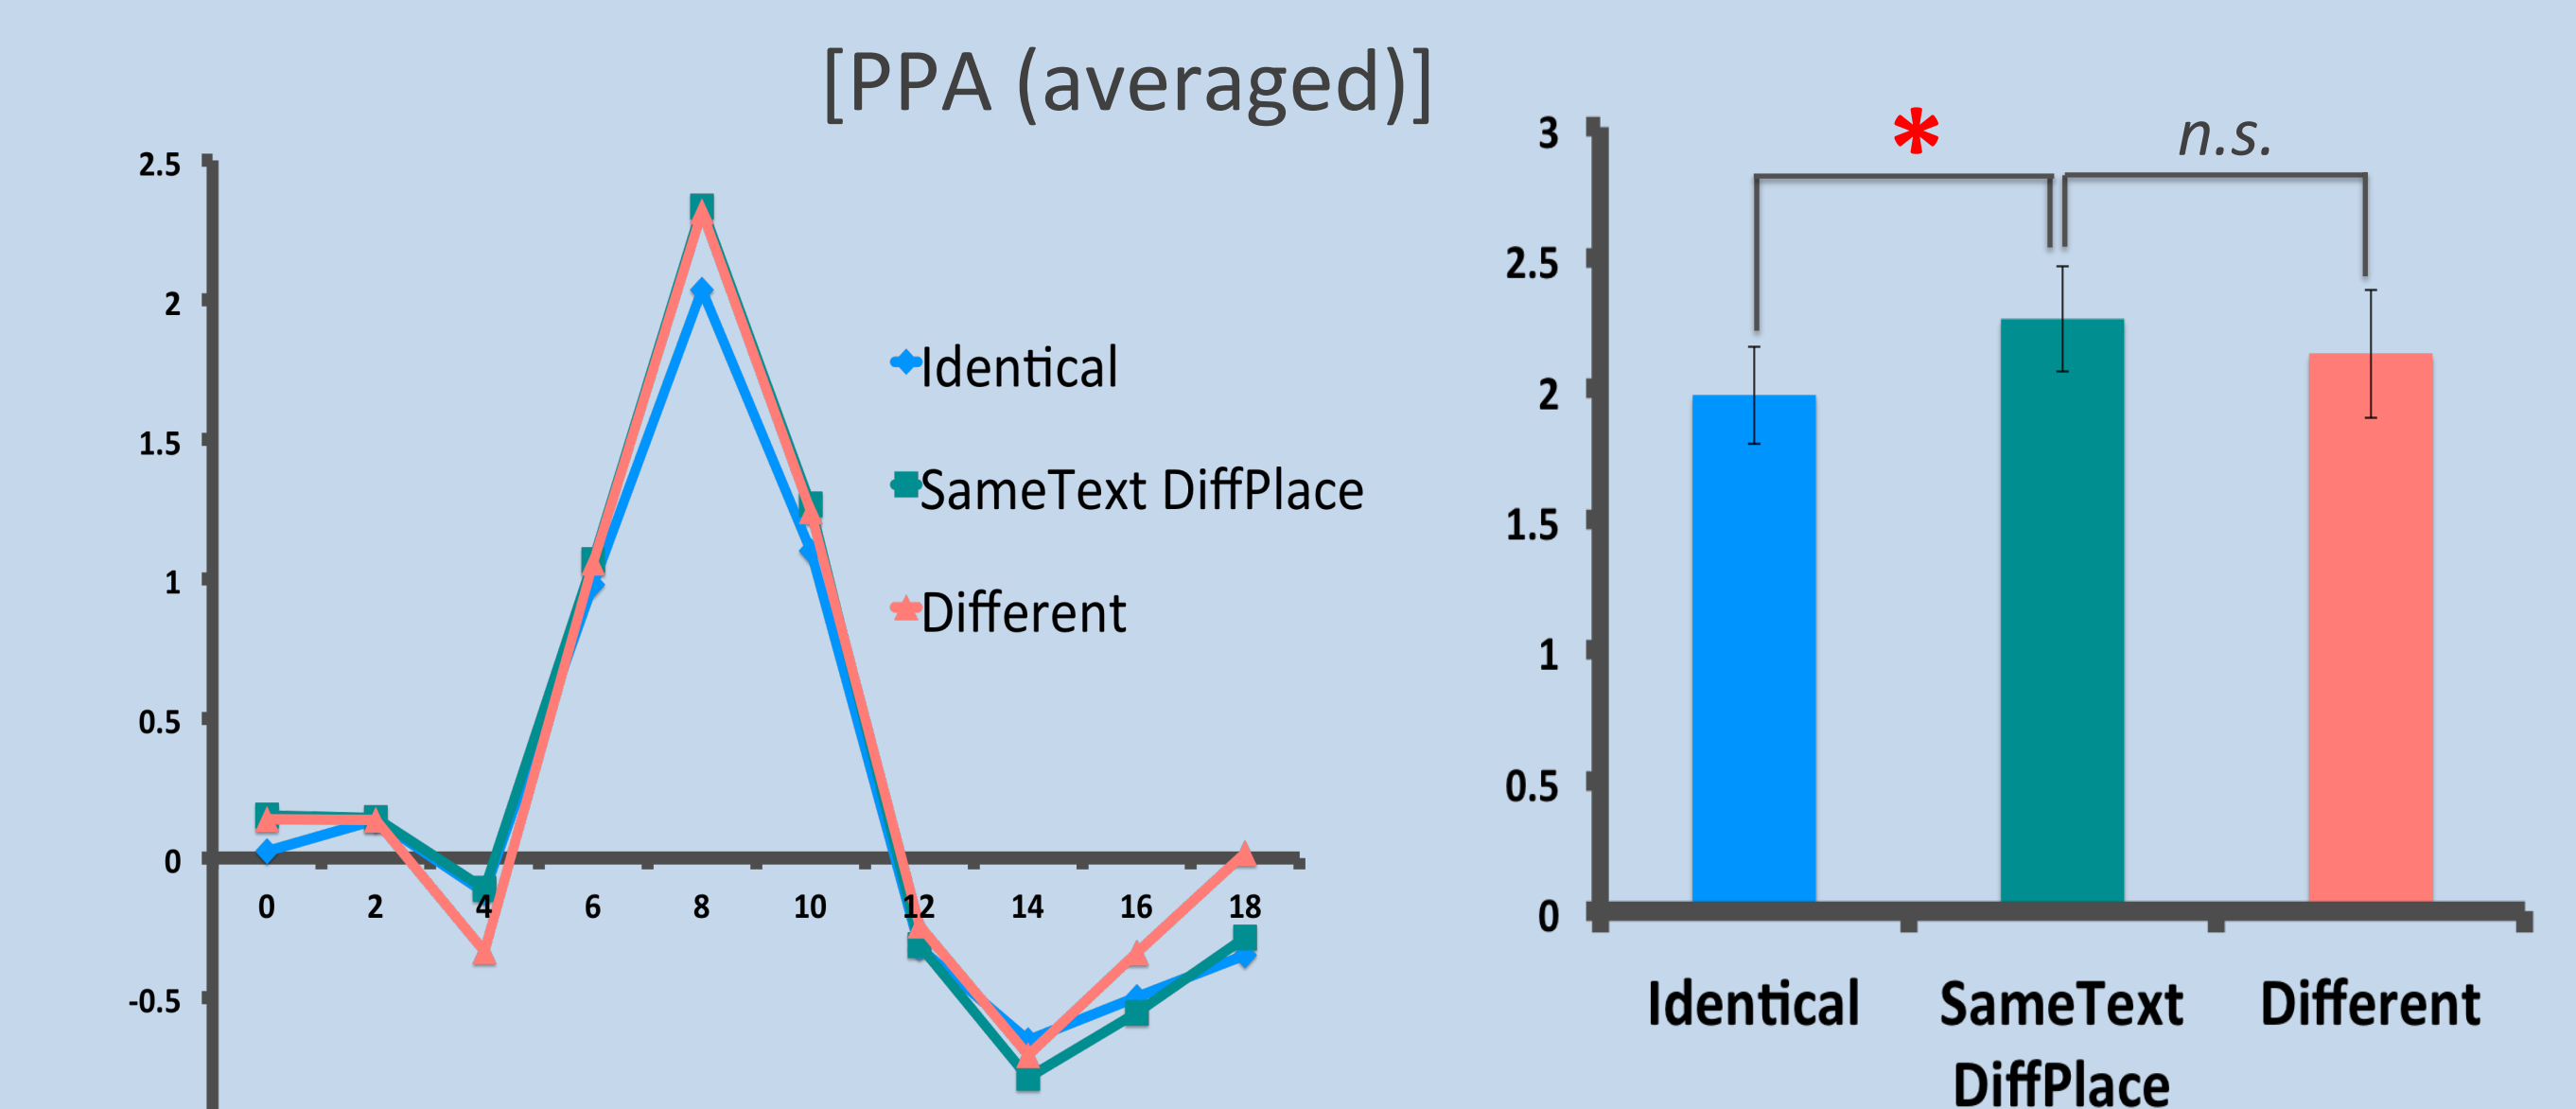 [PPA (averaged)]
2.5
2
1.5
1
0.5
0
-0.5
0 2 4 6 8 10 12 14 16 18
Identical
SameText DiffPlace
Different
3
2.5
2
1.5
1
0.5
0
* n.s.
Identical SameText Different
DiffPlace